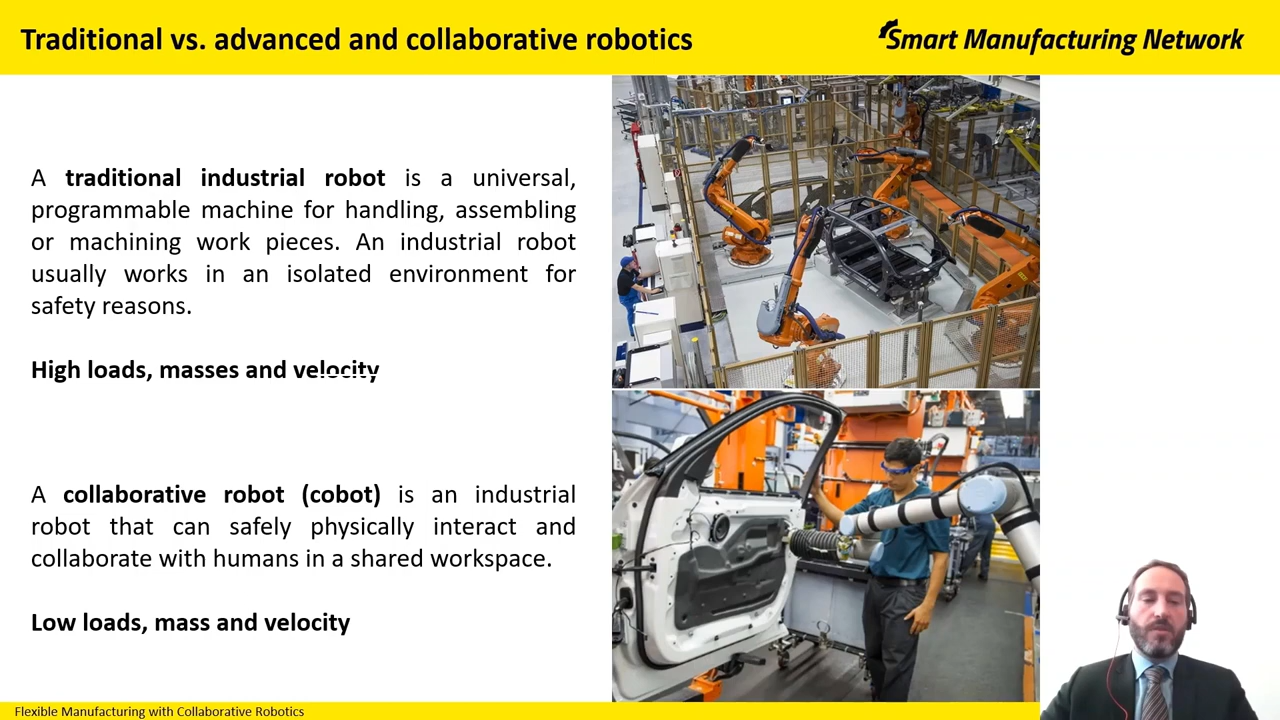 Traditional vs. advanced and collaborative robotics
Smart Manufacturing Network
A traditional industrial robot is a universal,
programmable machine for handling, assembling
or machining work pieces. An industrial robot
usually works in an isolated environment for
safety reasons.
High loads, masses and velocity
A collaborative robot (cobot) is an industrial
robot that can safely physically interact and
collaborate with humans in a shared workspace.
Low loads, mass and velocity
Flexible Manufacturing with Collaborative Robotics